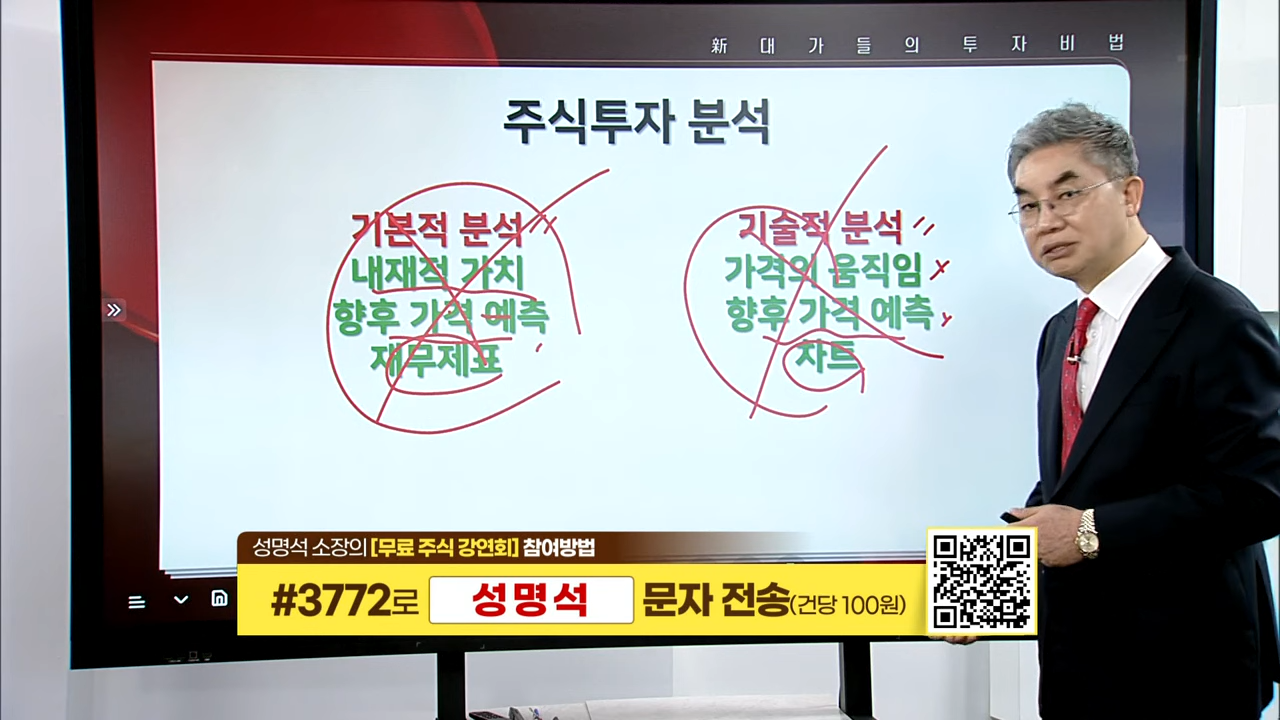 新 대가들의 투자비법
주식투자 분석
기본적 분석
내재적 가치
향후 가격 예측
재무제표
기술적 분석
가격의 움직임
향후 가격 예측
차트
성명석 소장의 [무료 주식 강연회] 참여방법
#3772로 성명석 문자 전송(건당 100원)